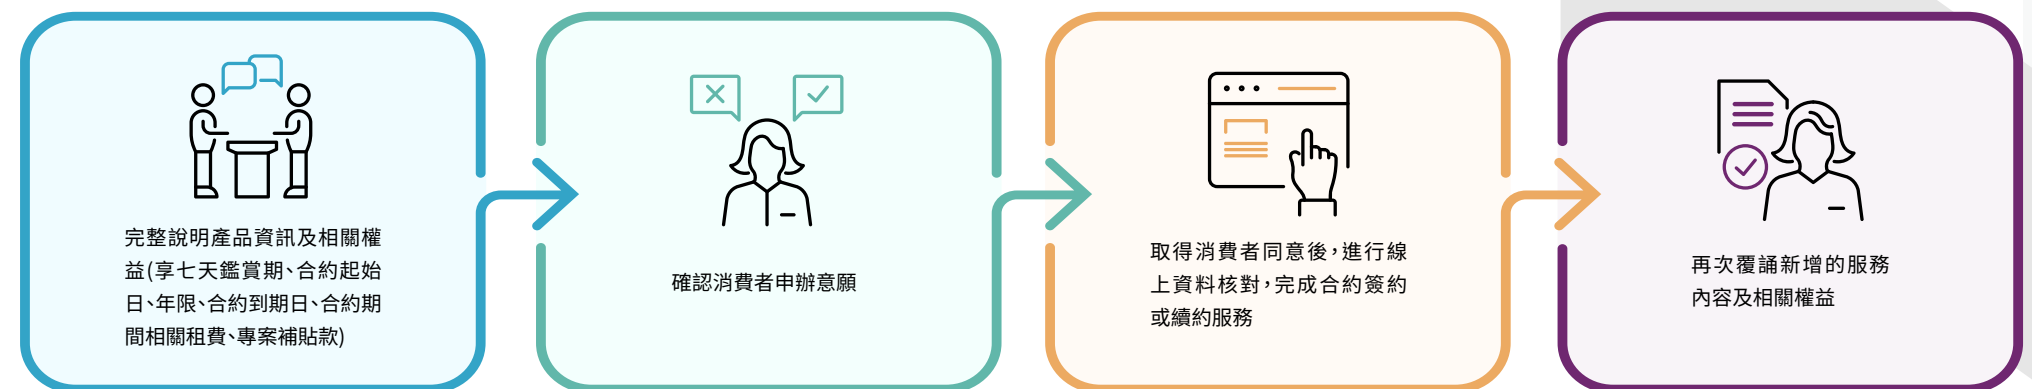 完整說明產品資訊及相關權
益(享七天鑑賞期、合約起始
日、年限、合約到期日、合約期
間相關租費、專案補貼款)
確認消費者申辦意願
取得消費者同意後，進行線
上資料核對，完成合約簽約
或續約服務
再次覆誦新增的服務
內容及相關權益